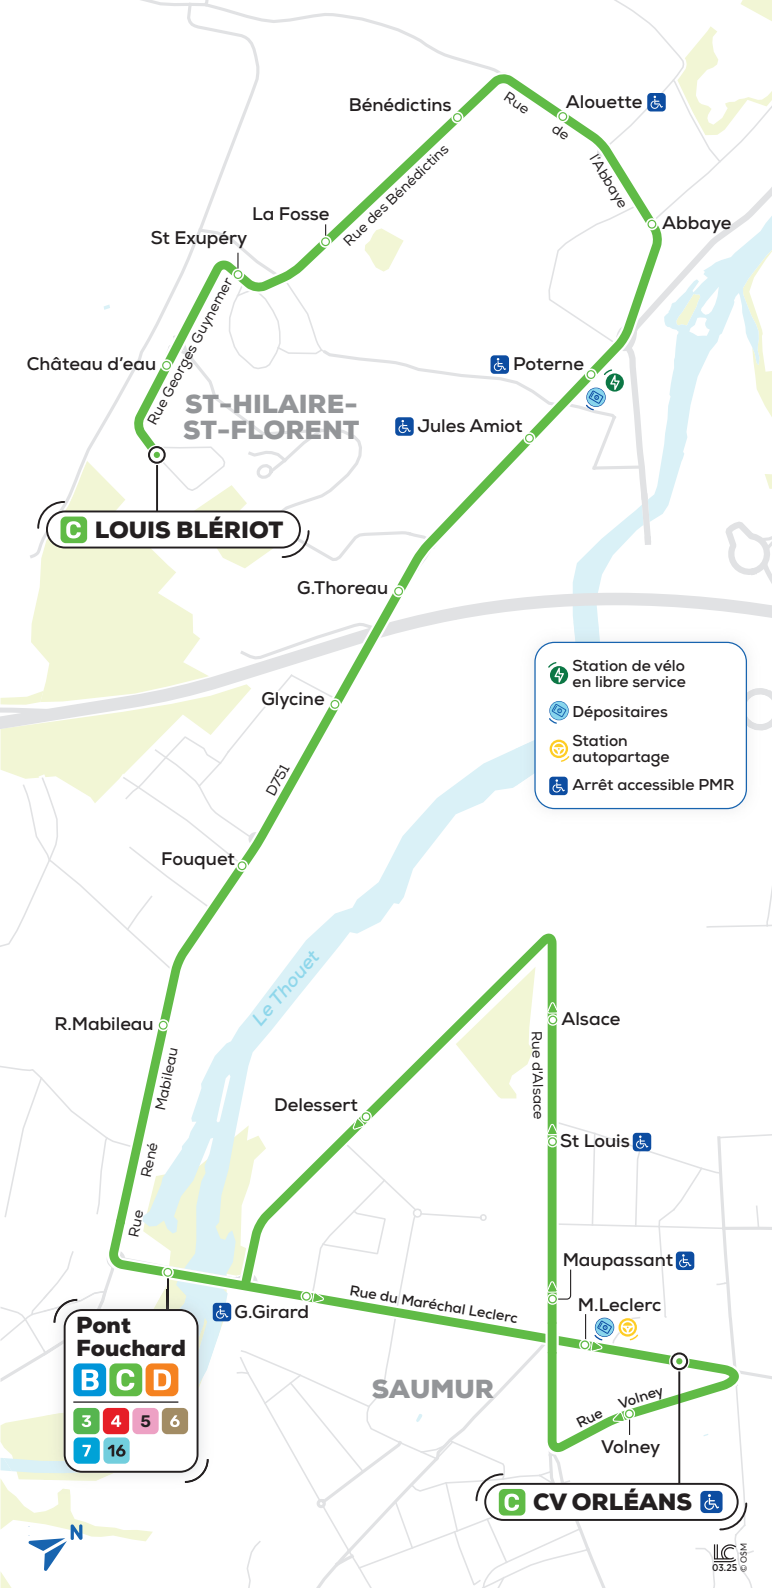 Bénédictins
Alouette
Rue
de
l'Abbaye
Rue des Bénédictins
La Fosse
Abbaye
St Exupéry
Rue Georges Guynemer
Château d'eau
Poterne
ST-HILAIRE-
ST-FLORENT
Jules Amiot
C LOUIS BLÉRIOT
G.Thoreau
Station de vélo
en libre service
Dépositaires
Station
autopartage
Arrêt accessible PMR
Glycine
D751
Fouquet
Le Thouet
R.Mabileau
Alsace
Rue d'Alsace
Rue René Mabileau
Delessert
St Louis
Maupassant
M.Leclerc
Rue du Maréchal Leclerc
G.Girard
Pont
Fouchard
B C D
3 4 5 6
7 16
SAUMUR
Rue Volney
Volney
C CV ORLÉANS
N
LC
03.25
© OSM